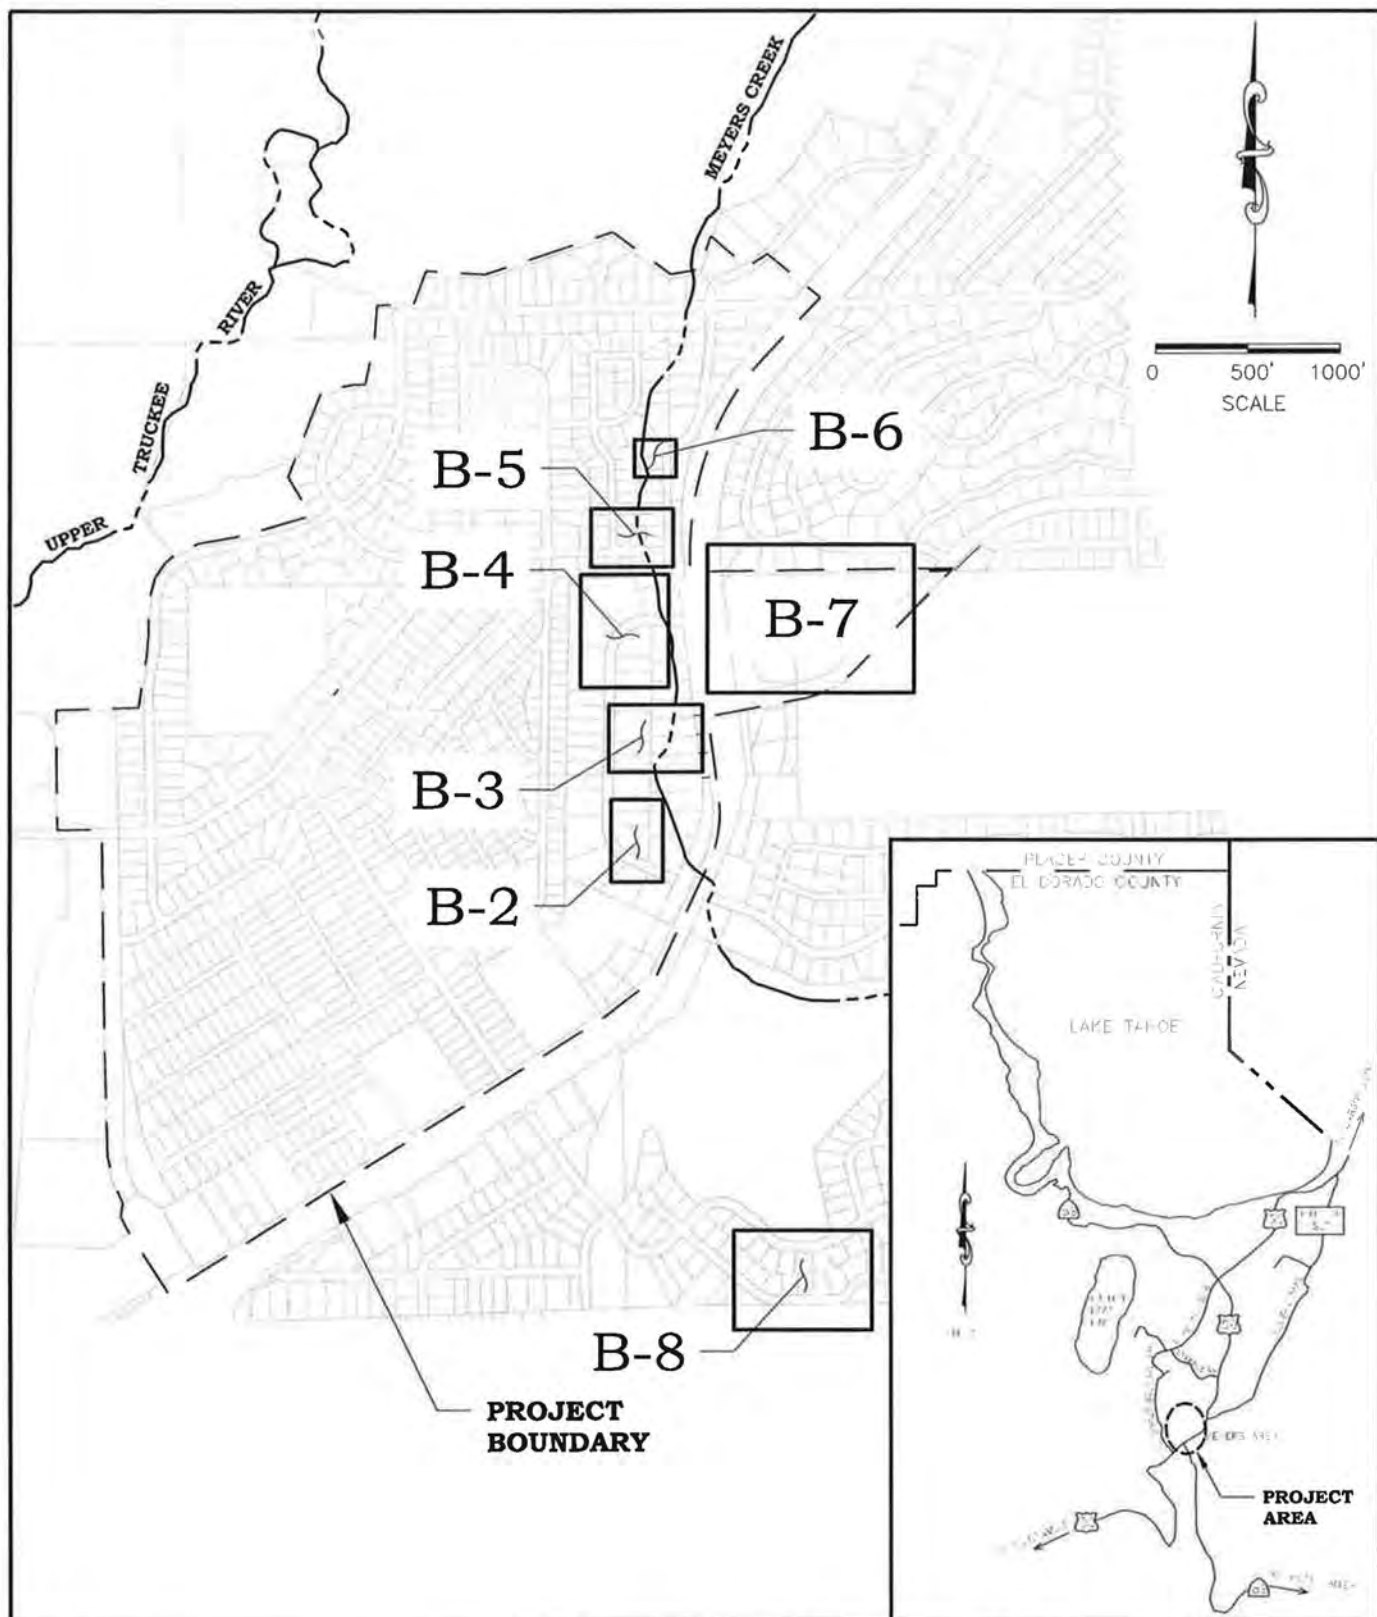 MEYERS CREEK
UPPER
TRUCKEE
RIVER
0 500' 1000'
SCALE
B-6
B-5
B-4
B-7
B-3
B-2
B-8
PROJECT
BOUNDARY
PLACER COUNTY
EL DORADO COUNTY
CALIFORNIA
NEVADA
LAKE TAHOE
PROJECT
AREA